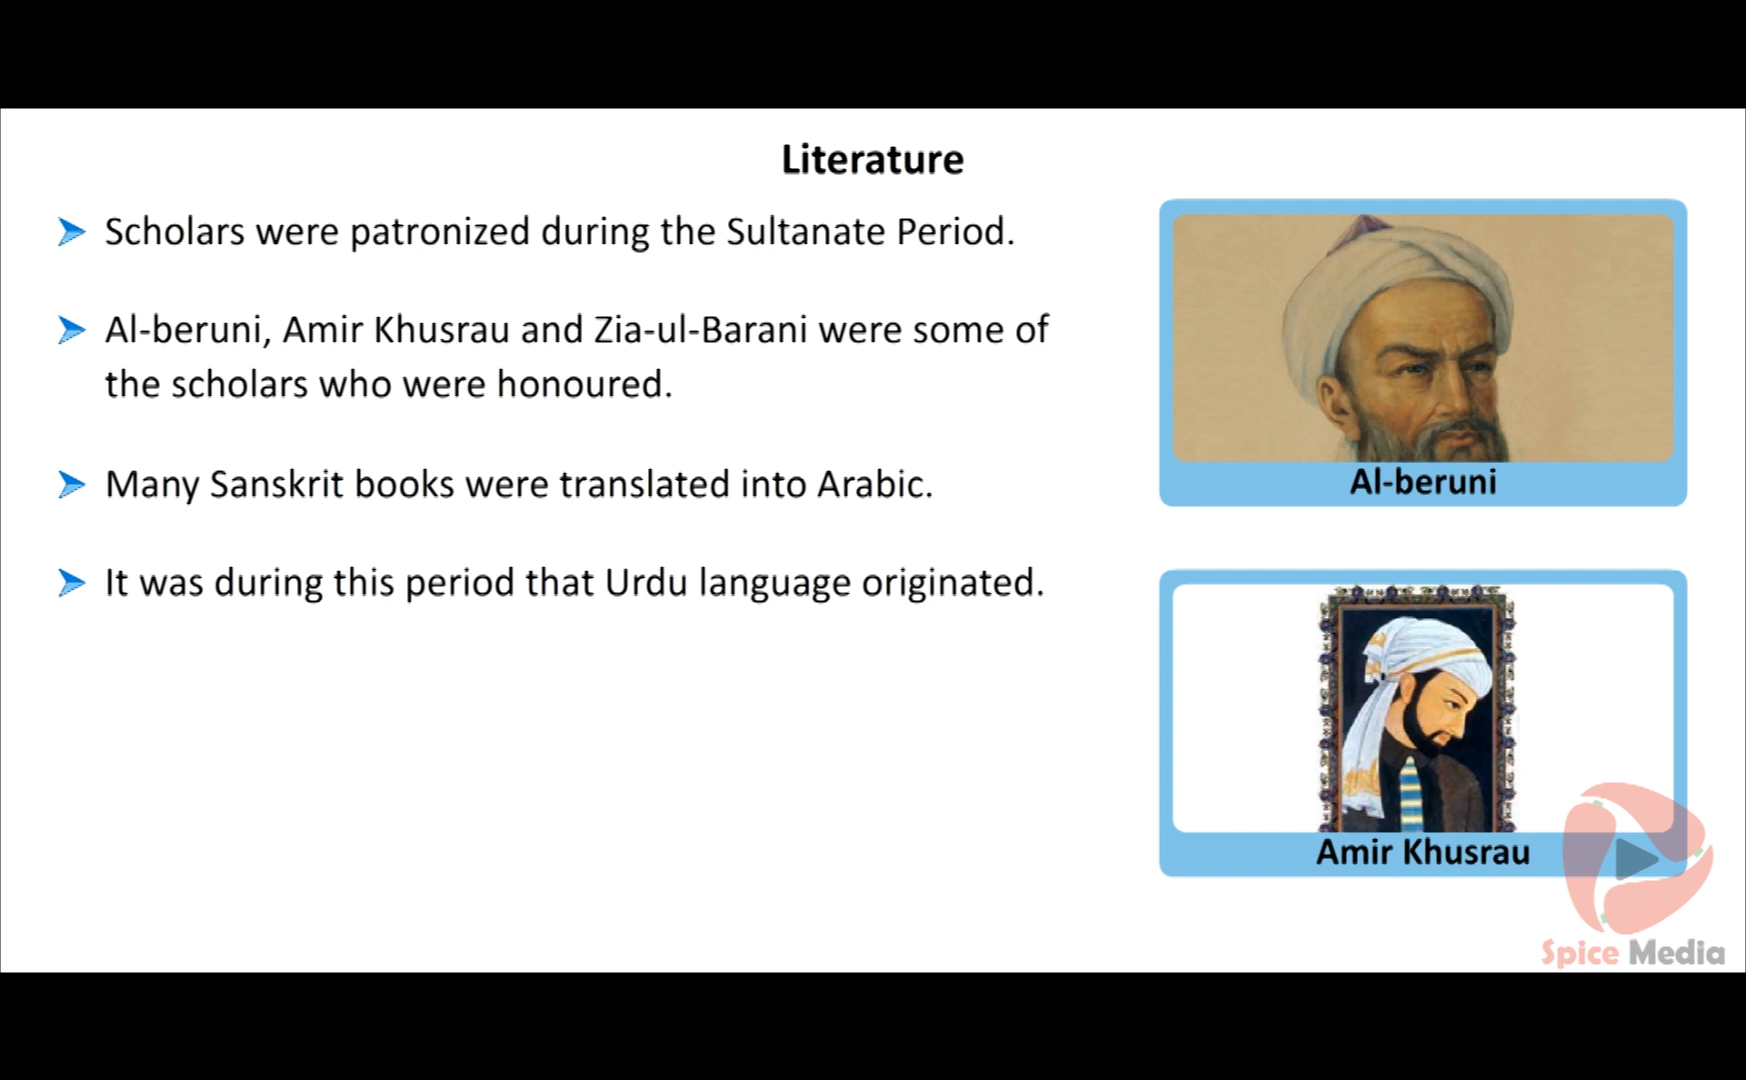 Literature
Scholars were patronized during the Sultanate Period.
Al-beruni, Amir Khusrau and Zia-ul-Barani were some of
the scholars who were honoured.
Many Sanskrit books were translated into Arabic.
It was during this period that Urdu language originated.
Al-beruni
Amir Khusrau
Spice Media